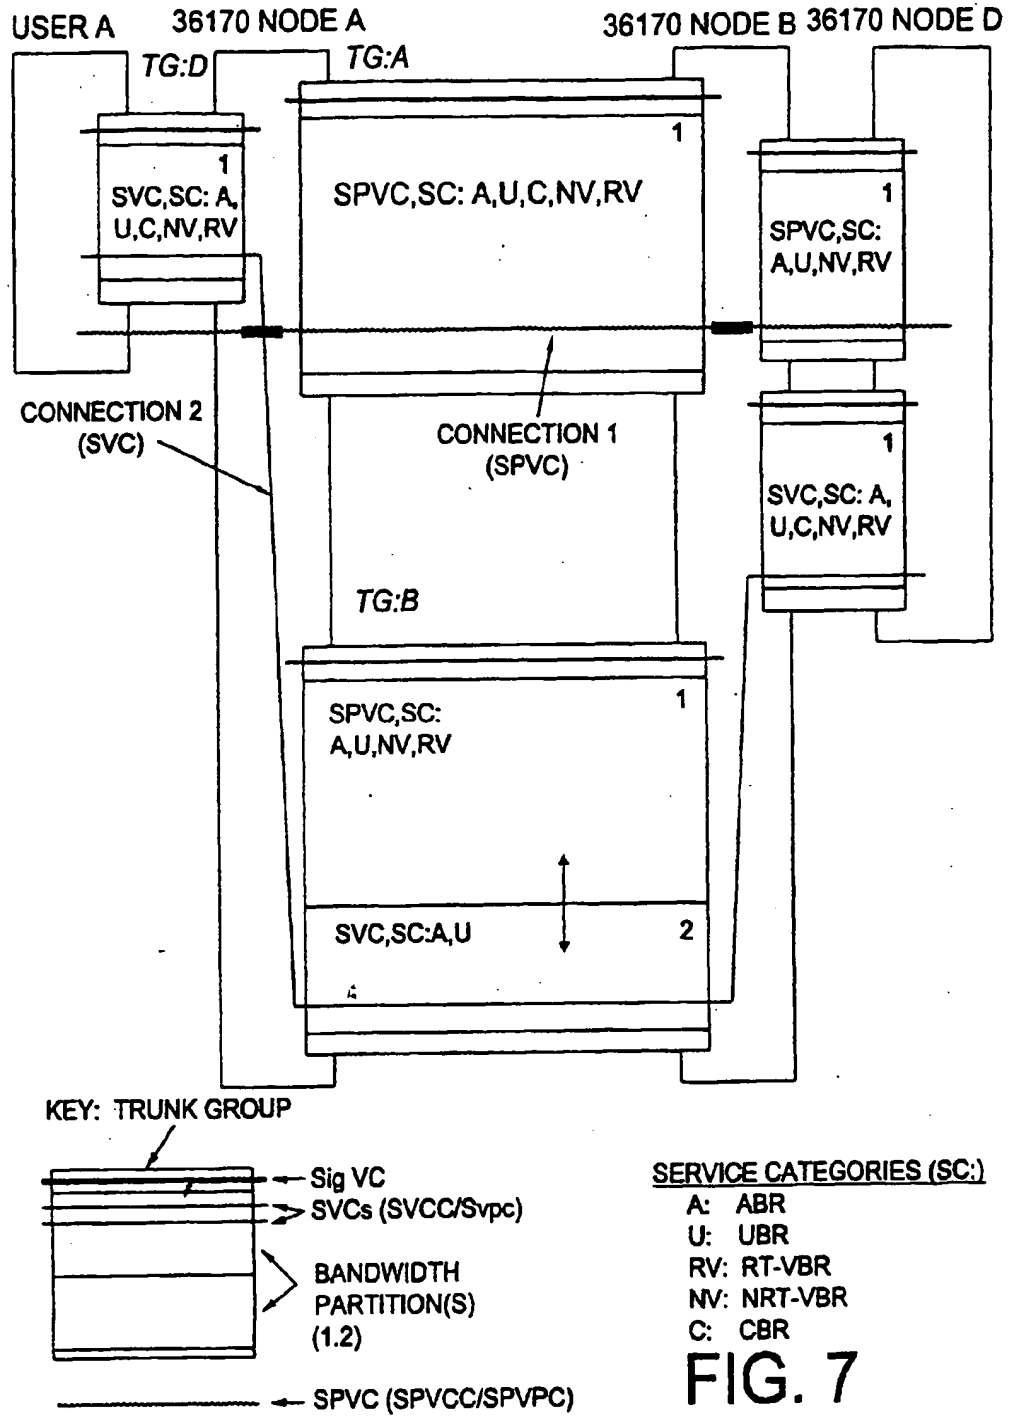 USER A
36170 NODE A
36170 NODE B
36170 NODE D
TG:D
TG:A
1
SVC,SC: A,
U,C,NV,RV
1
SPVC,SC: A,U,C,NV,RV
1
SPVC,SC:
A,U,NV,RV
CONNECTION 2
(SVC)
CONNECTION 1
(SPVC)
1
SVC,SC: A,
U,C,NV,RV
TG:B
1
SPVC,SC:
A,U,NV,RV
SVC,SC:A,U
2
KEY: TRUNK GROUP
Sig VC
SVCs (SVCC/Svpc)
BANDWIDTH
PARTITION(S)
(1.2)
SPVC (SPVCC/SPVPC)
SERVICE CATEGORIES (SC:)
A: ABR
U: UBR
RV: RT-VBR
NV: NRT-VBR
C: CBR
FIG. 7